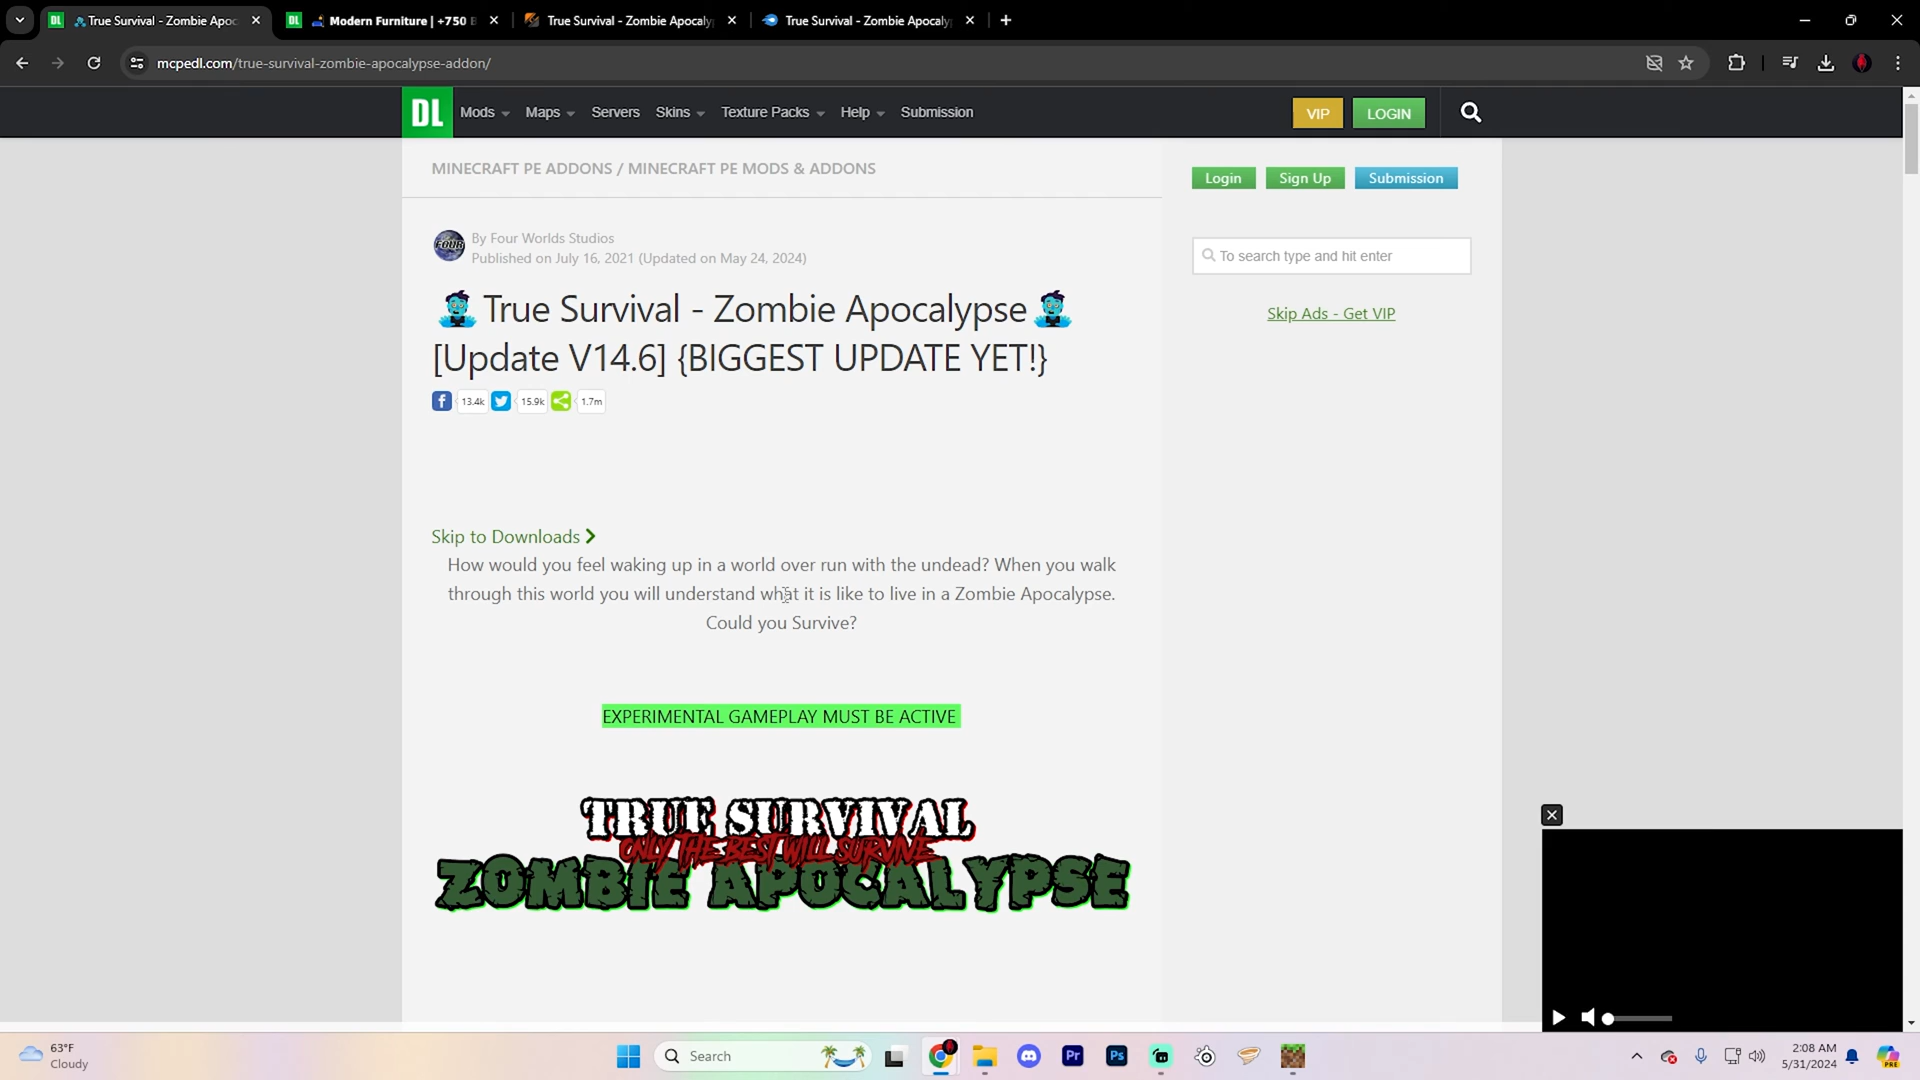 True Survival - Zombie Apoc
Modern Furniture | +750 B
True Survival - Zombie Apocaly
True Survival - Zombie Apocaly
mcpedl.com/true-survival-zombie-apocalypse-addon/
DL
Mods
Maps
Servers
Skins
Texture Packs
Help
Submission
VIP
LOGIN
MINECRAFT PE ADDONS / MINECRAFT PE MODS & ADDONS
Login
Sign Up
Submission
FOUR
By Four Worlds Studios
Published on July 16, 2021 (Updated on May 24, 2024)
To search type and hit enter
Skip Ads - Get VIP
🧟True Survival - Zombie Apocalypse🧟
[Update V14.6] {BIGGEST UPDATE YET!}
13.4k
15.9k
1.7m
Skip to Downloads
How would you feel waking up in a world over run with the undead? When you walk
through this world you will understand what it is like to live in a Zombie Apocalypse.
Could you Survive?
EXPERIMENTAL GAMEPLAY MUST BE ACTIVE
TRUE SURVIVAL
ONLY THE BEST WILL SURVIVE
ZOMBIE APOCALYPSE
63°F
Cloudy
Search
Pr
Ps
2:08 AM
5/31/2024
PRE